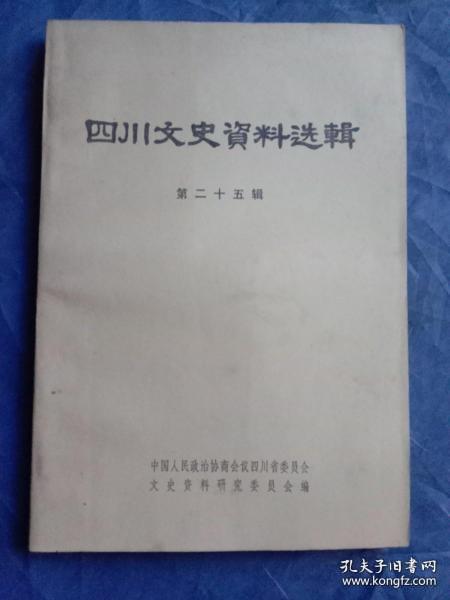 四川文史資料选輯
第二十五辑
中国人民政治协商会议四川省委员会
文史资料研究委员会编
孔夫子旧书网
www.kongfz.com